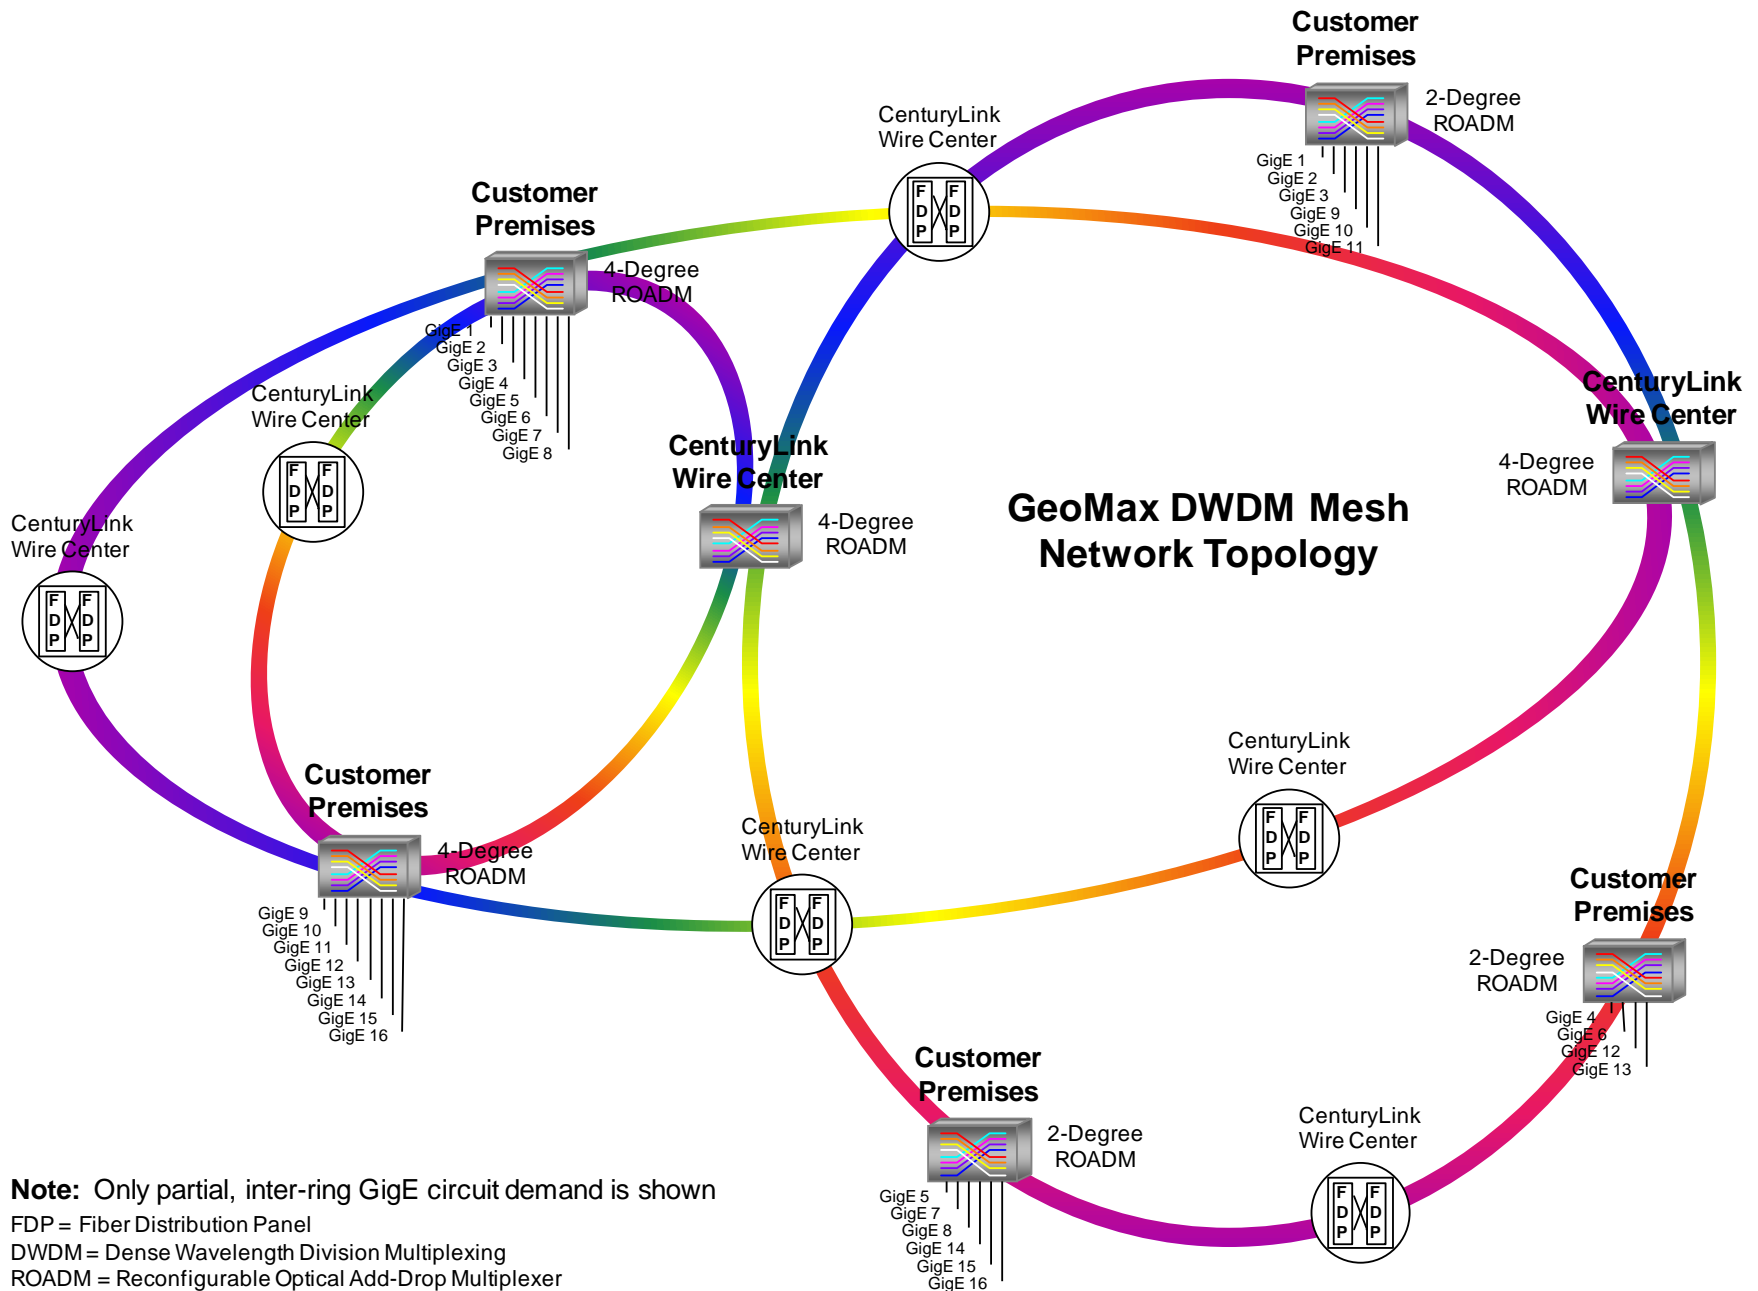 Customer
Premises
2-Degree
ROADM
GigE 1
GigE 2
GigE 3
GigE 9
GigE 10
GigE 11
CenturyLink
Wire Center
F F
D D
P P
Customer
Premises
4-Degree
ROADM
GigE 1
GigE 2
GigE 3
GigE 4
GigE 5
GigE 6
GigE 7
GigE 8
CenturyLink
Wire Center
F F
D D
P P
CenturyLink
Wire Center
4-Degree
ROADM
CenturyLink
Wire Center
4-Degree
ROADM
GeoMax DWDM Mesh
Network Topology
CenturyLink
Wire Center
F F
D D
P P
Customer
Premises
4-Degree
ROADM
GigE 9
GigE 10
GigE 11
GigE 12
GigE 13
GigE 14
GigE 15
GigE 16
CenturyLink
Wire Center
F F
D D
P P
CenturyLink
Wire Center
F F
D D
P P
Customer
Premises
2-Degree
ROADM
GigE 4
GigE 6
GigE 12
GigE 13
Customer
Premises
2-Degree
ROADM
GigE 5
GigE 7
GigE 8
GigE 14
GigE 15
GigE 16
CenturyLink
Wire Center
F F
D D
P P
Note: Only partial, inter-ring GigE circuit demand is shown
FDP = Fiber Distribution Panel
DWDM = Dense Wavelength Division Multiplexing
ROADM = Reconfigurable Optical Add-Drop Multiplexer